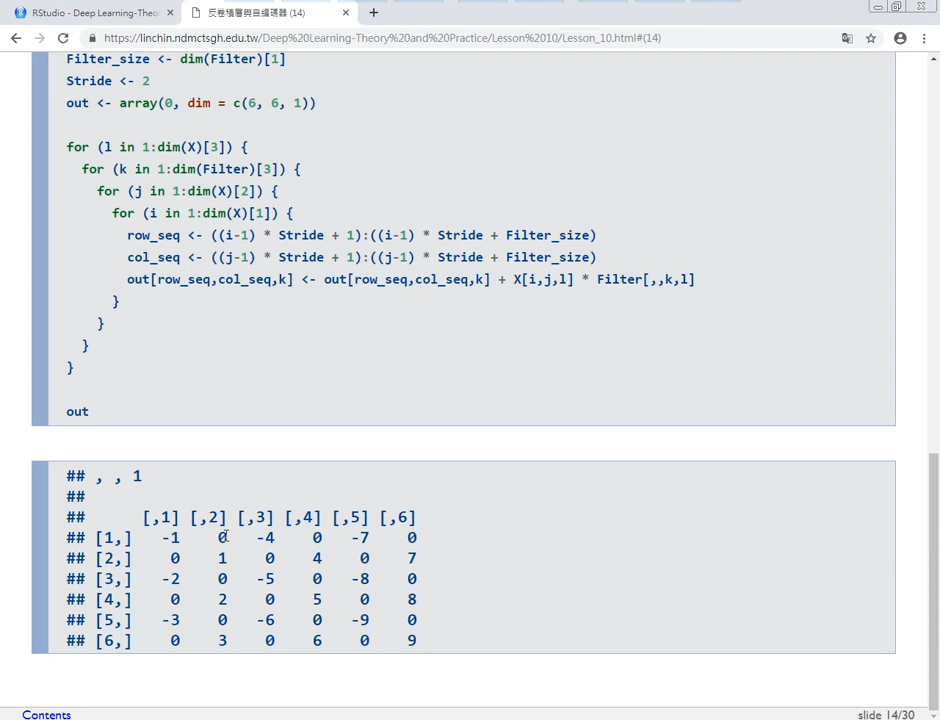 RStudio - Deep Learning-Theo
反卷積層與自編碼器 (14)
https://linchin.ndmctsgh.edu.tw/Deep%20Learning-Theory%20and%20Practice/Lesson%2010/Lesson_10.html#(14)
Filter_size <- dim(Filter)[1]
Stride <- 2
out <- array(0, dim = c(6, 6, 1))
for (l in 1:dim(X)[3]) {
for (k in 1:dim(Filter)[3]) {
for (j in 1:dim(X)[2]) {
for (i in 1:dim(X)[1]) {
row_seq <- ((i-1) * Stride + 1):((i-1) * Stride + Filter_size)
col_seq <- ((j-1) * Stride + 1):((j-1) * Stride + Filter_size)
out[row_seq,col_seq,k] <- out[row_seq,col_seq,k] + X[i,j,l] * Filter[,,k,l]
}
}
}
}
out
## , , 1
##
## [,1] [,2] [,3] [,4] [,5] [,6]
## [1,] -1 0 -4 0 -7 0
## [2,] 0 1 0 4 0 7
## [3,] -2 0 -5 0 -8 0
## [4,] 0 2 0 5 0 8
## [5,] -3 0 -6 0 -9 0
## [6,] 0 3 0 6 0 9
Contents
slide 14/30